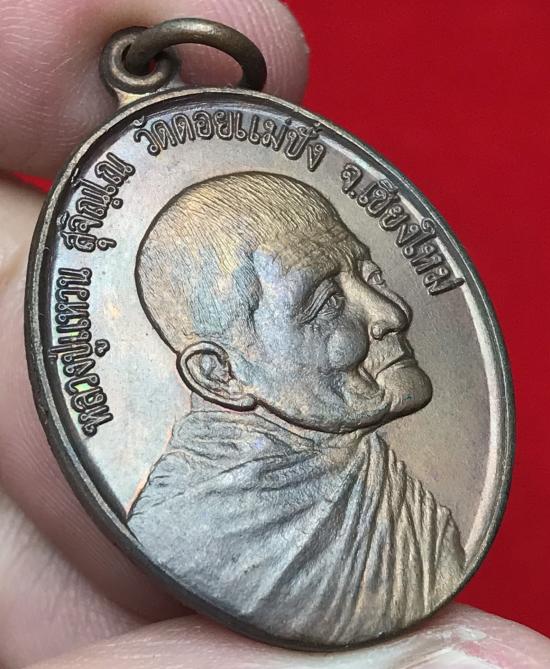 หลวงปู่แหวน สุจิณฺโณ วัดดอยแม่ปั๋ง จ.เชียงใหม่